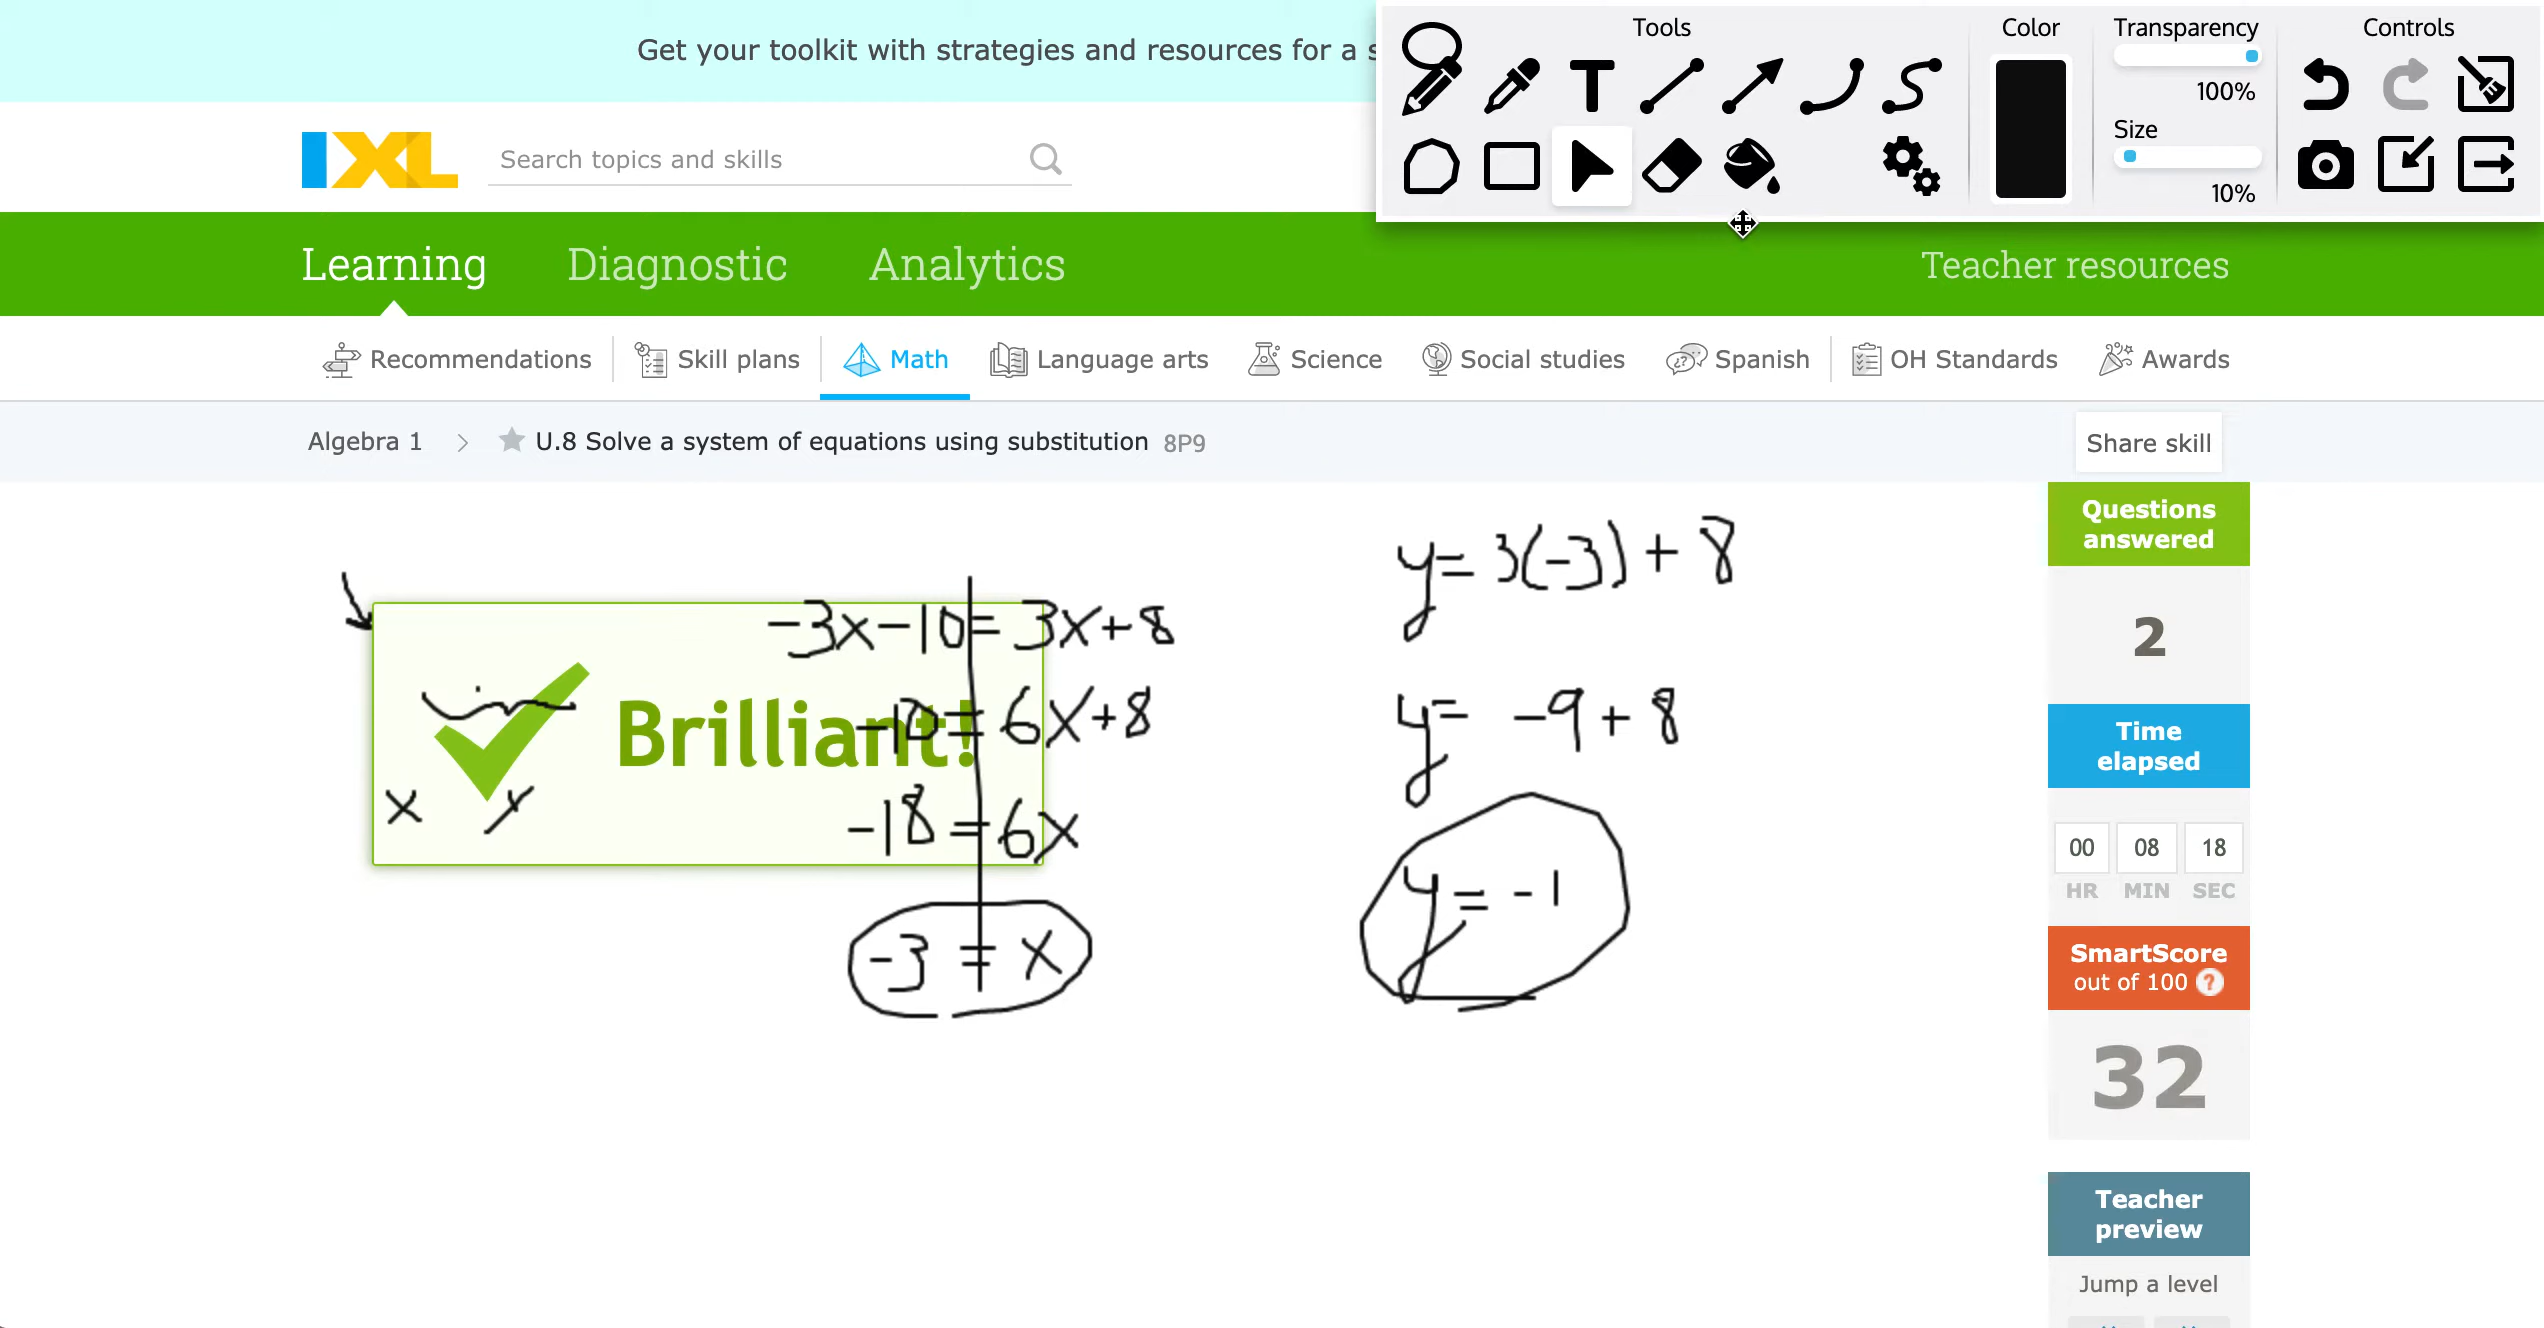 Get your toolkit with strategies and resources for a s
Tools
Color
Transparency
Controls
100%
Size
10%
IXL
Search topics and skills
Learning Diagnostic Analytics Teacher resources
Recommendations Skill plans Math Language arts Science Social studies Spanish OH Standards Awards
Algebra 1 > U.8 Solve a system of equations using substitution 8P9
Share skill
Brilliant!
x y
-3x-10=3x+8
-10=6x+8
-18=6x
-3=x
y=3(-3)+8
y=-9+8
y=-1
Questions
answered
2
Time
elapsed
00 08 18
HR MIN SEC
SmartScore
out of 100 ?
32
Teacher
preview
Jump a level